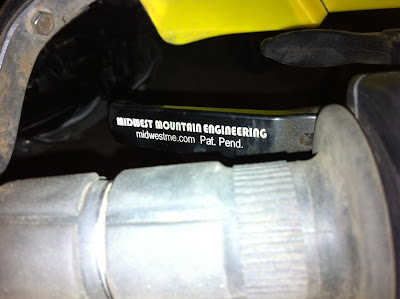 MIDWEST MOUNTAIN ENGINEERING
midwestme.com Pat. Pend.